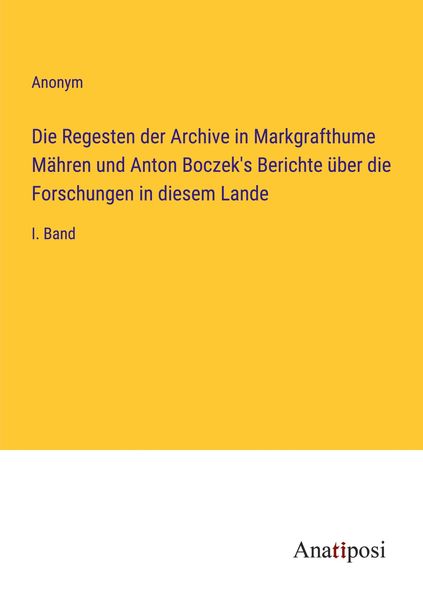 Anonym
Die Regesten der Archive in Markgrafthume
Mähren und Anton Boczek's Berichte über die
Forschungen in diesem Lande
I. Band
Anatiposi